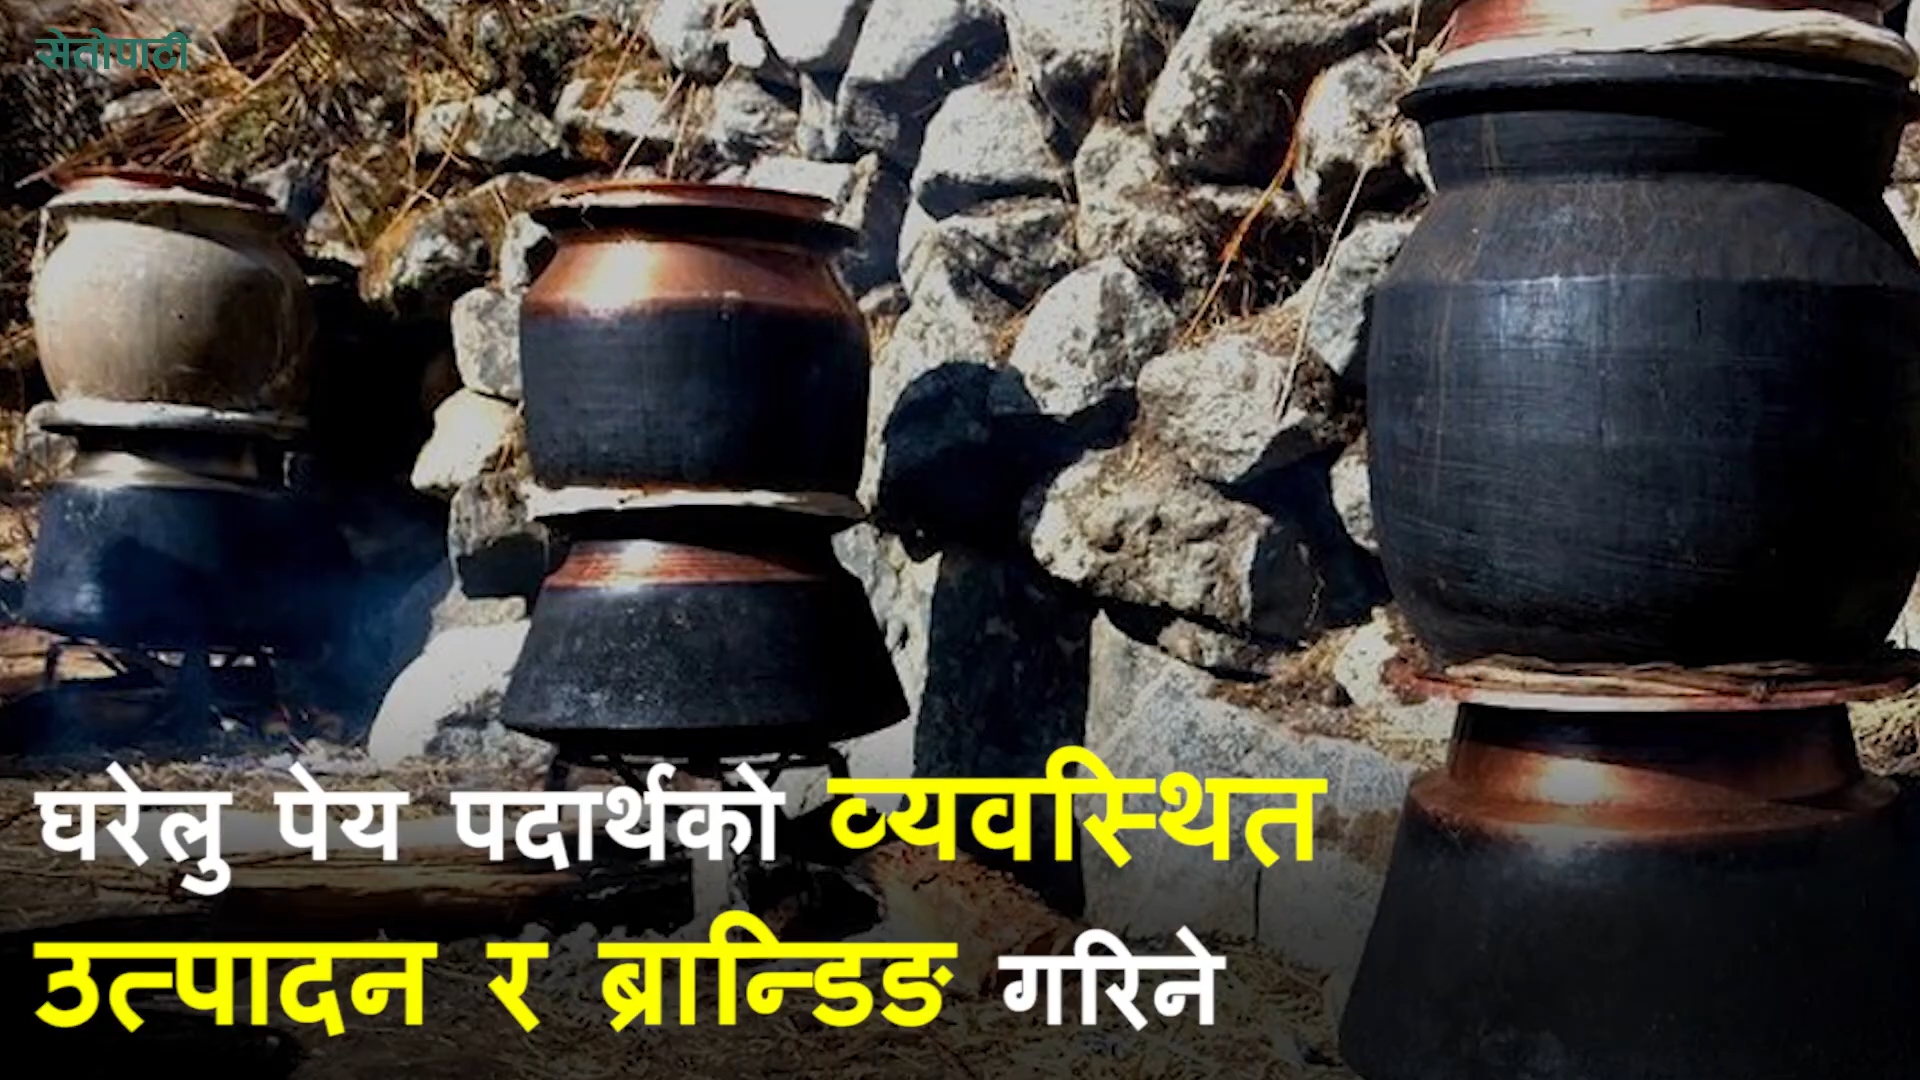 सेतोपाटी
घरेलु पेय पदार्थको व्यवस्थित
उत्पादन र ब्रान्डिङ गरिने